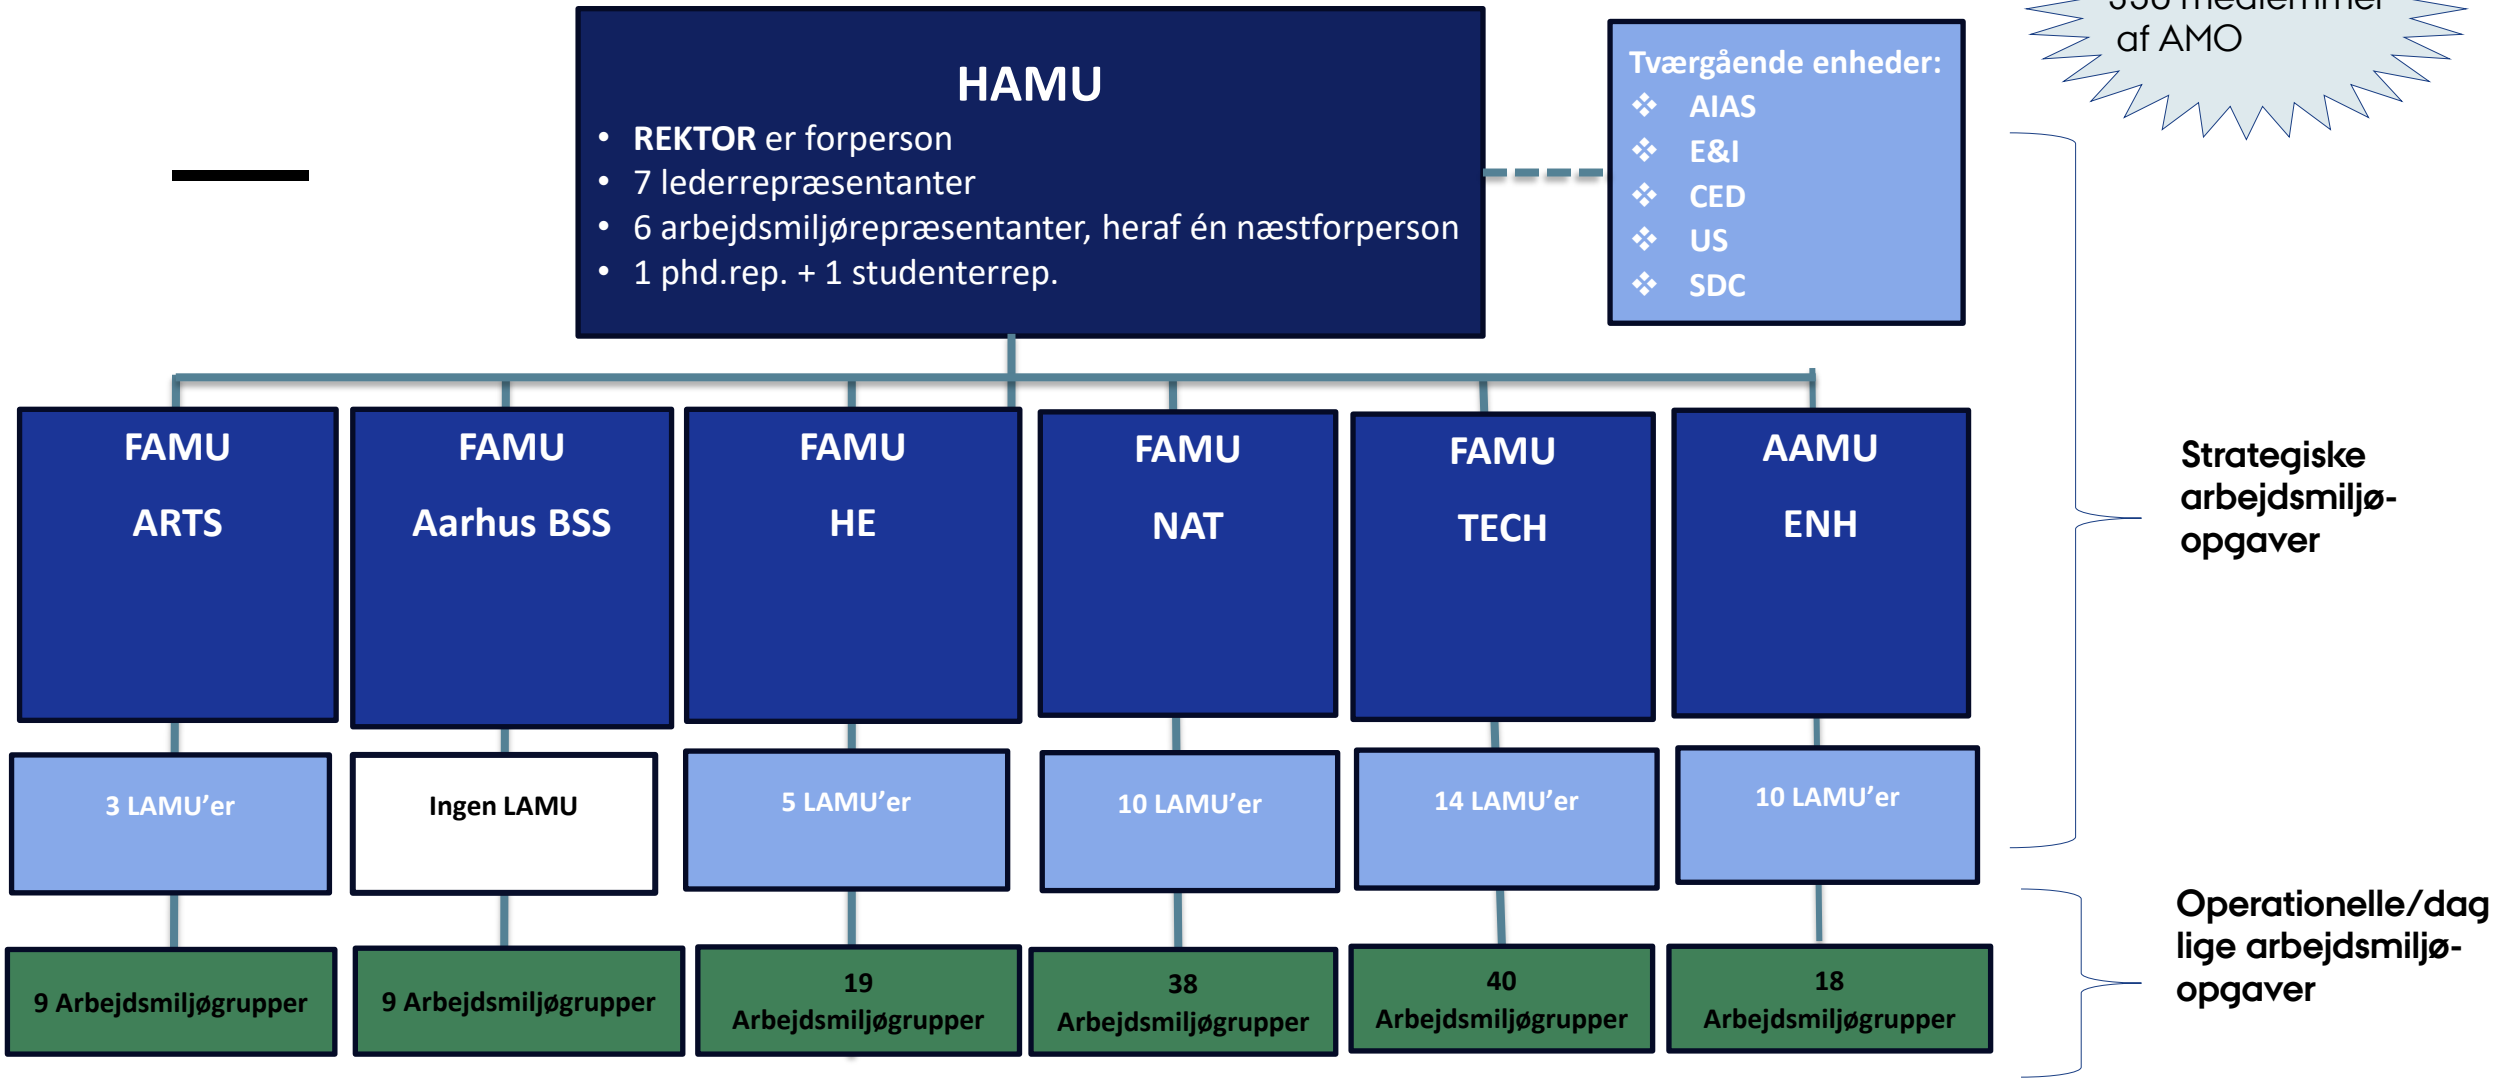 medlemmer
af AMO
HAMU
• REKTOR er forperson
• 7 lederrepræsentanter
• 6 arbejdsmiljørepræsentanter, heraf én næstforperson
• 1 phd.rep. + 1 studenterrep.
Tværgående enheder:
❖ AIAS
❖ E&I
❖ CED
❖ US
❖ SDC
FAMU
ARTS
FAMU
Aarhus BSS
FAMU
HE
FAMU
NAT
FAMU
TECH
AAMU
ENH
Strategiske
arbejdsmiljø-
opgaver
3 LAMU’er
Ingen LAMU
5 LAMU’er
10 LAMU’er
14 LAMU’er
10 LAMU’er
Operationelle/dag
lige arbejdsmiljø-
opgaver
9 Arbejdsmiljøgrupper
9 Arbejdsmiljøgrupper
19
Arbejdsmiljøgrupper
38
Arbejdsmiljøgrupper
40
Arbejdsmiljøgrupper
18
Arbejdsmiljøgrupper